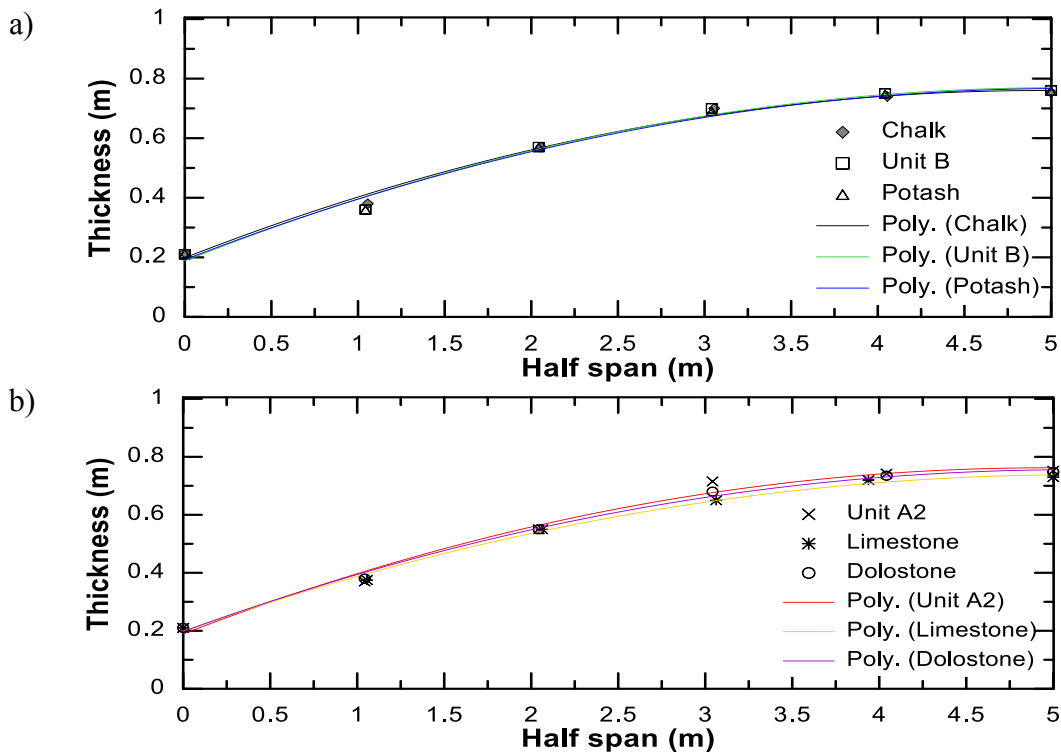 a)
1
0.8
0.6
0.4
0.2
0
Thickness (m)
Chalk
Unit B
Potash
Poly. (Chalk)
Poly. (Unit B)
Poly. (Potash)
0 0.5 1 1.5 2 2.5 3 3.5 4 4.5 5
Half span (m)
b)
1
0.8
0.6
0.4
0.2
0
Thickness (m)
Unit A2
Limestone
Dolostone
Poly. (Unit A2)
Poly. (Limestone)
Poly. (Dolostone)
0 0.5 1 1.5 2 2.5 3 3.5 4 4.5 5
Half span (m)